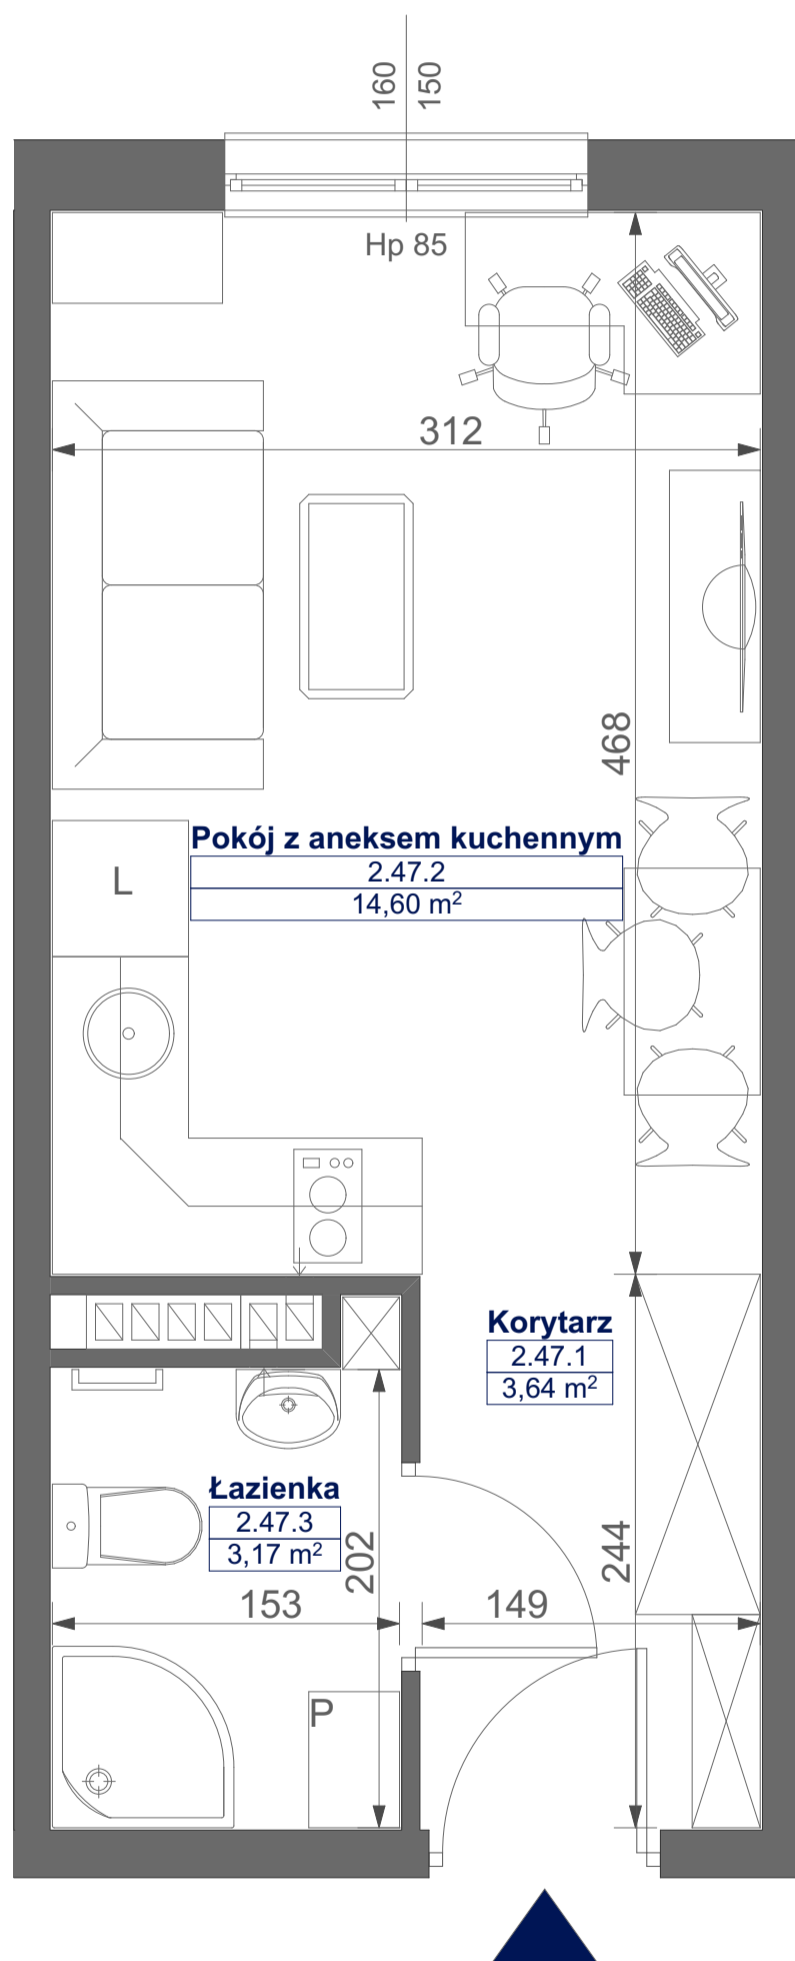 160
150
Hp 85
312
468
Pokój z aneksem kuchennym
2.47.2
14,60 m²
L
Korytarz
2.47.1
3,64 m²
Łazienka
2.47.3
3,17 m²
202
244
153
149
P